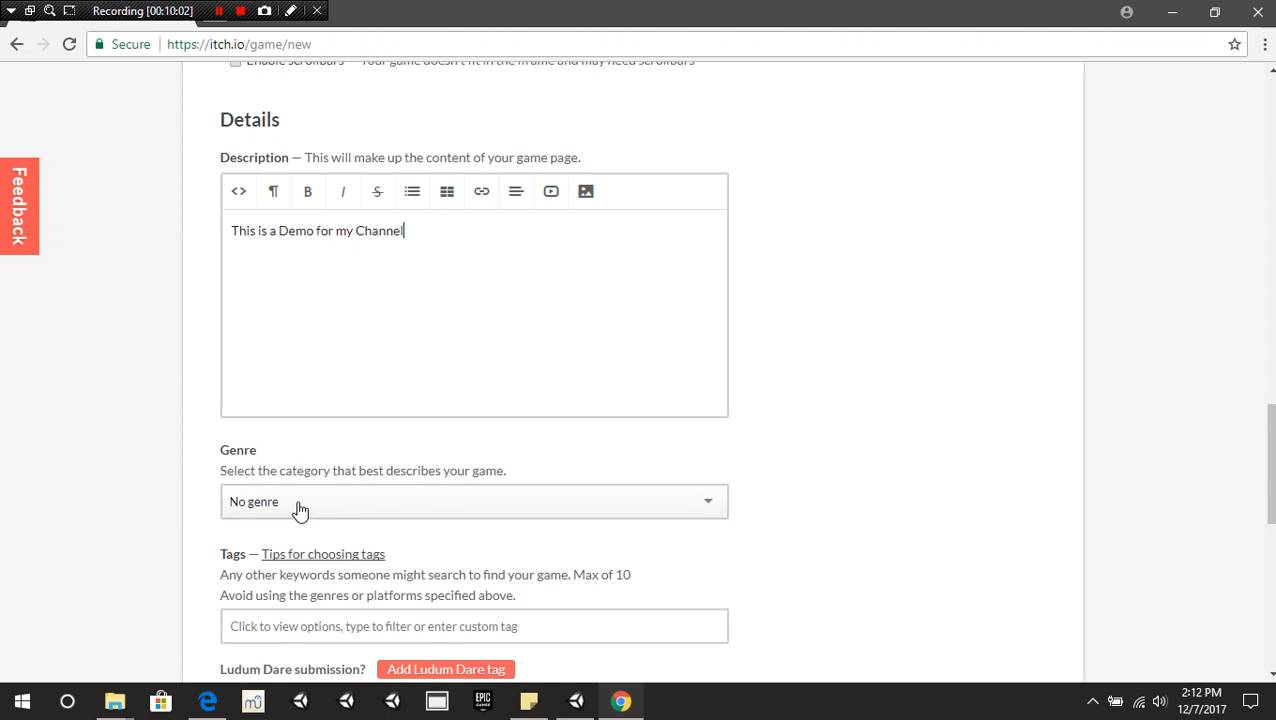 Recording [00:10:02]
Secure https://itch.io/game/new
Enable scrollbars — Your game doesn't fit in the iframe and may need scrollbars
Feedback
Details
Description — This will make up the content of your game page.
This is a Demo for my Channel
Genre
Select the category that best describes your game.
No genre
Tags — Tips for choosing tags
Any other keywords someone might search to find your game. Max of 10
Avoid using the genres or platforms specified above.
Click to view options, type to filter or enter custom tag
Ludum Dare submission? Add Ludum Dare tag
EPIC GAMES
2:12 PM
12/7/2017